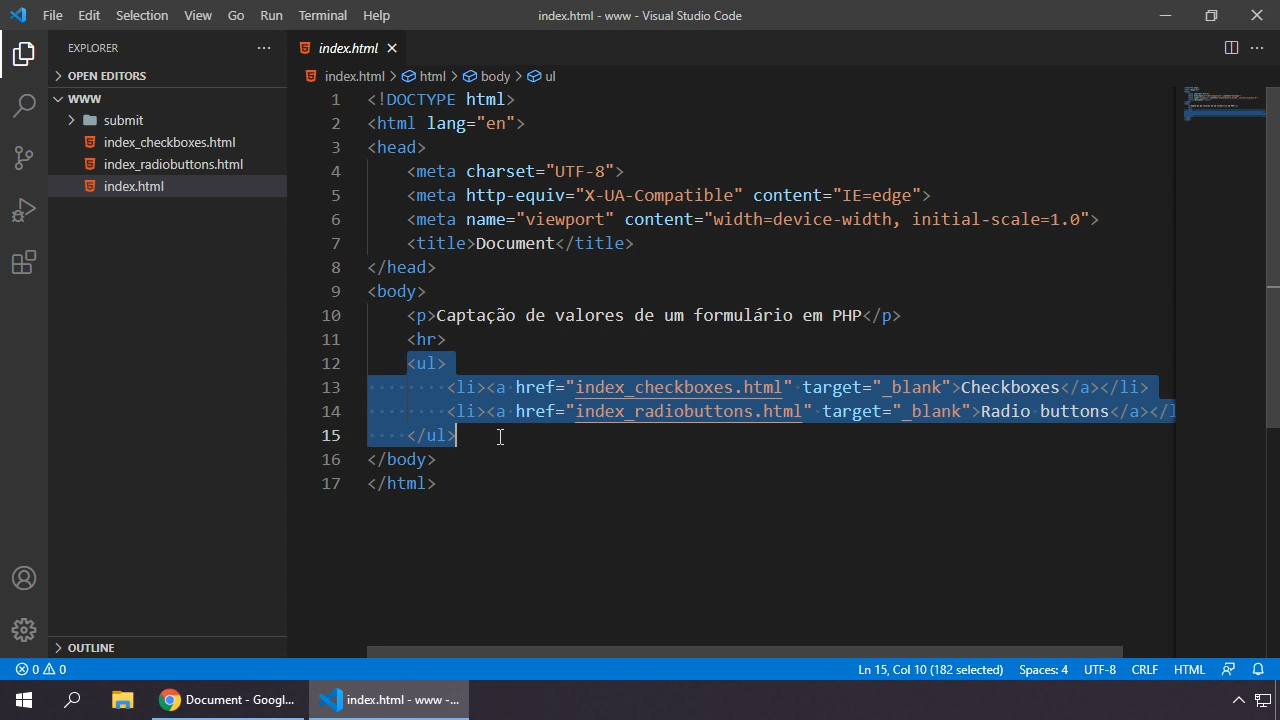 File Edit Selection View Go Run Terminal Help
index.html - www - Visual Studio Code
EXPLORER
OPEN EDITORS
WWW
submit
index_checkboxes.html
index_radiobuttons.html
index.html
OUTLINE
index.html
index.html > html > body > ul
1 <!DOCTYPE html>
2 <html lang="en">
3 <head>
4 <meta charset="UTF-8">
5 <meta http-equiv="X-UA-Compatible" content="IE=edge">
6 <meta name="viewport" content="width=device-width, initial-scale=1.0">
7 <title>Document</title>
8 </head>
9 <body>
10 <p>Captação de valores de um formulário em PHP</p>
11 <hr>
12 <ul>
13 <li><a href="index_checkboxes.html" target="_blank">Checkboxes</a></li>
14 <li><a href="index_radiobuttons.html" target="_blank">Radio buttons</a></l
15 </ul>
16 </body>
17 </html>
0 0
Ln 15, Col 10 (182 selected) Spaces: 4 UTF-8 CRLF HTML
Document - Googl...
index.html - www -...